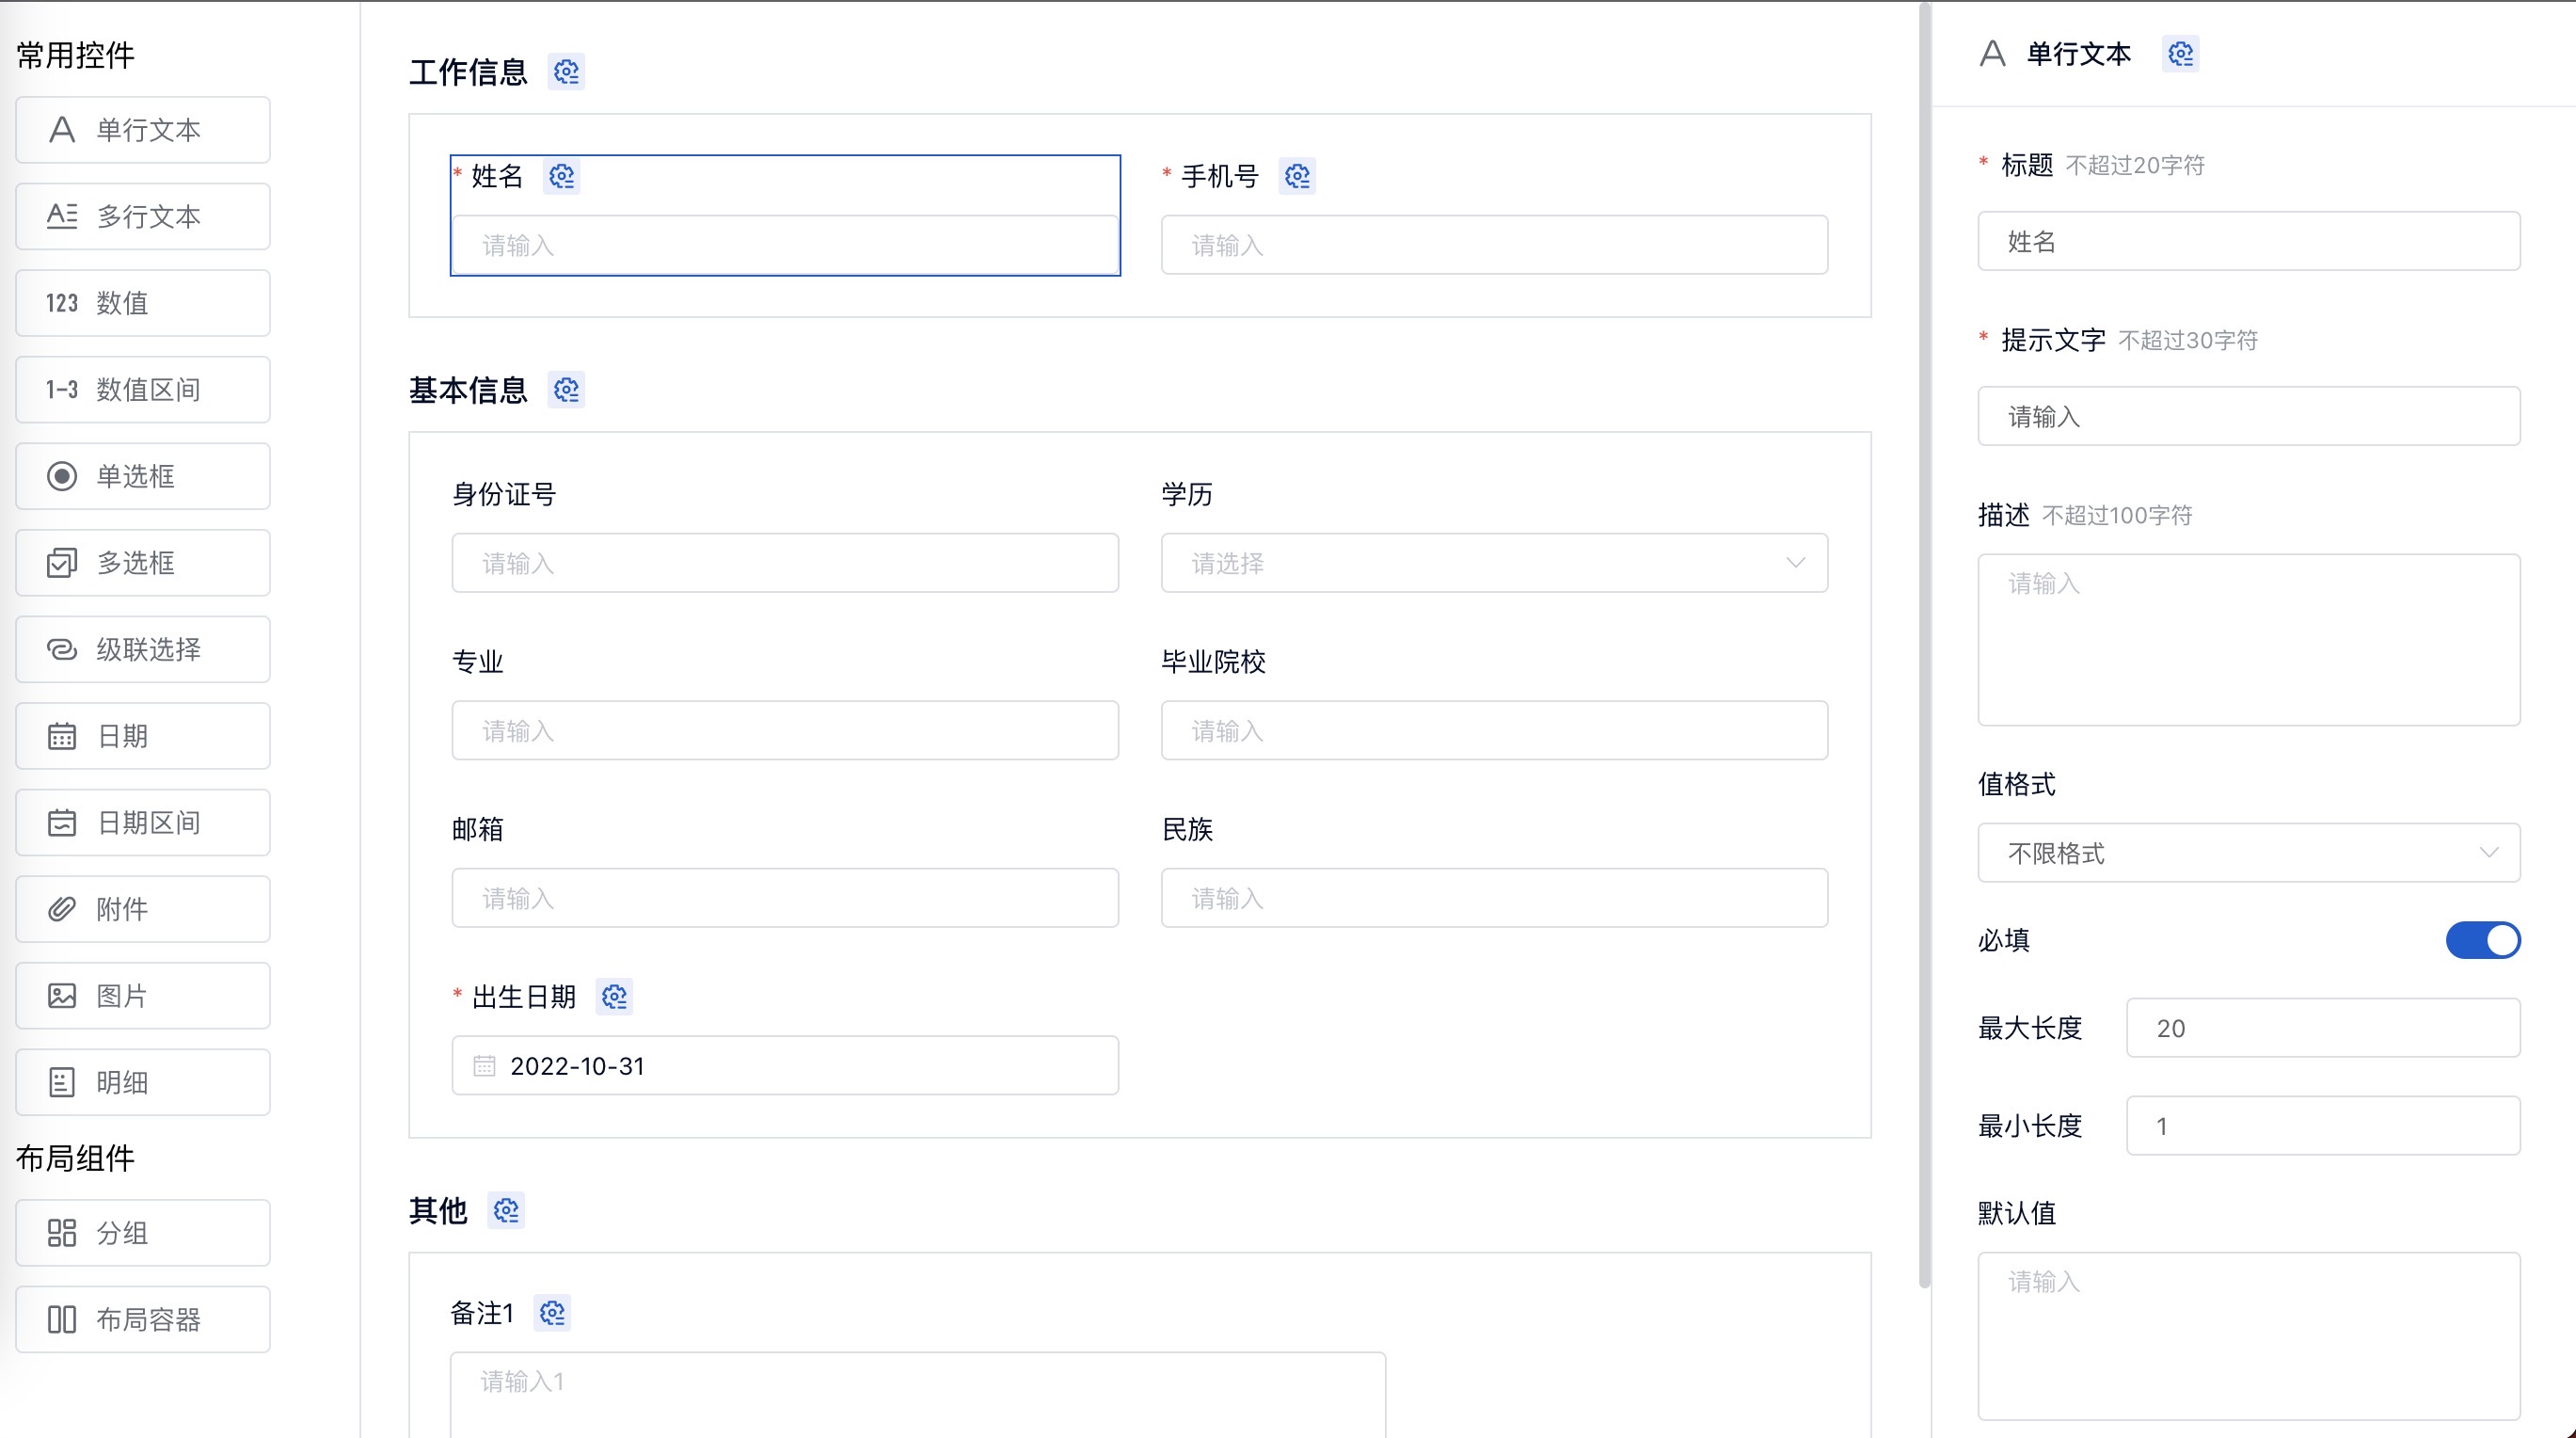 常用控件
单行文本
多行文本
123 数值
1-3 数值区间
单选框
多选框
级联选择
日期
日期区间
附件
图片
明细
布局组件
分组
布局容器
工作信息
* 姓名
请输入
* 手机号
请输入
基本信息
身份证号
请输入
学历
请选择
专业
请输入
毕业院校
请输入
邮箱
请输入
民族
请输入
* 出生日期
2022-10-31
其他
备注1
请输入1
单行文本
* 标题 不超过20字符
姓名
* 提示文字 不超过30字符
请输入
描述 不超过100字符
请输入
值格式
不限格式
必填
最大长度 20
最小长度 1
默认值
请输入